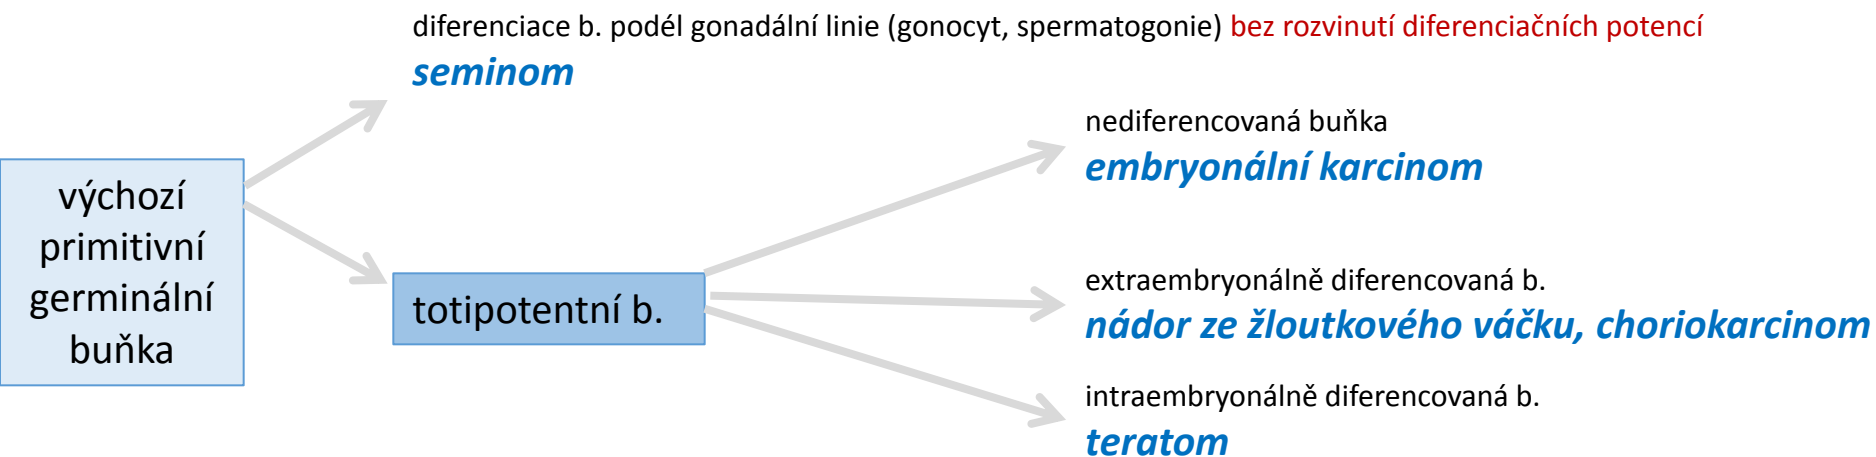 diferenciace b. podél gonadální linie (gonocyt, spermatogonie) bez rozvinutí diferenciačních potencí
seminom
výchozí
primitivní
germinální
buňka
totipotentní b.
nediferencovaná buňka
embryonální karcinom
extraembryonálně diferencovaná b.
nádor ze žloutkového váčku, choriokarcinom
intraembryonálně diferencovaná b.
teratom